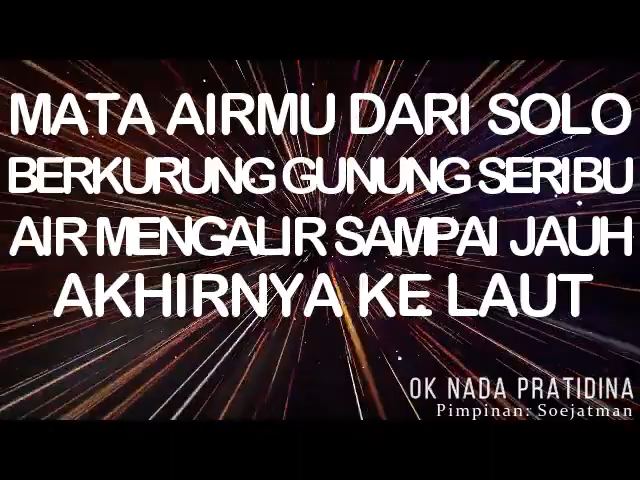 MATA AIRMU DARI SOLO
BERKURUNG GUNUNG SERIBU
AIR MENGALIR SAMPAI JAUH
AKHIRNYA KE LAUT
OK NADA PRATIDINA
Pimpinan: Soejatman